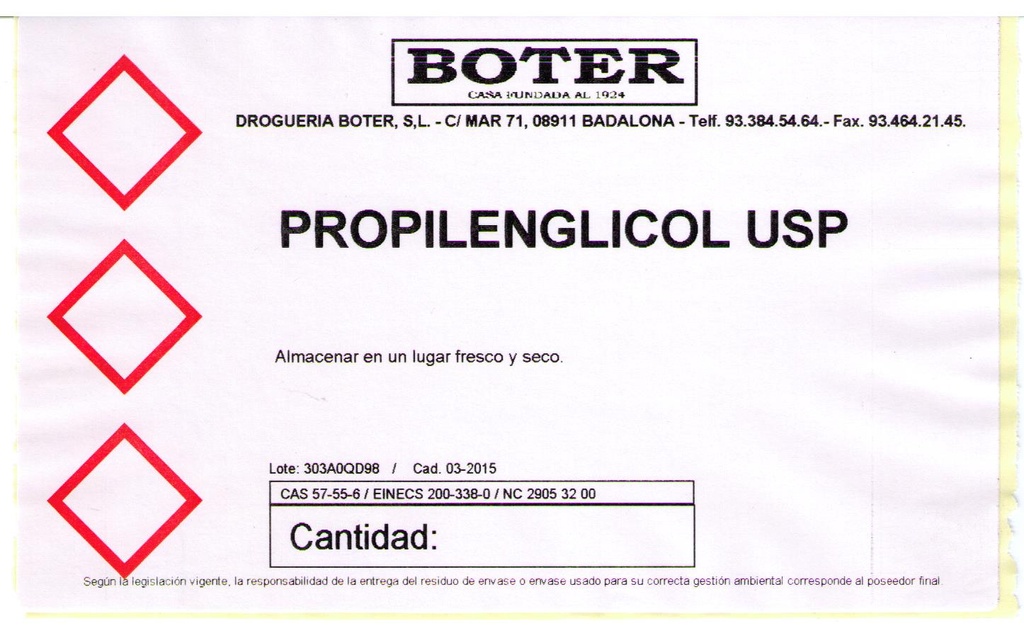 BOTER
CASA FUNDADA AL 1924
DROGUERIA BOTER, S,L. - C/ MAR 71, 08911 BADALONA - Telf. 93.384.54.64.- Fax. 93.464.21.45.
PROPILENGLICOL USP
Almacenar en un lugar fresco y seco.
Lote: 303A0QD98 / Cad. 03-2015
CAS 57-55-6 / EINECS 200-338-0 / NC 2905 32 00
Cantidad:
Según la legislación vigente, la responsabilidad de la entrega del residuo de envase o envase usado para su correcta gestión ambiental corresponde al poseedor final.